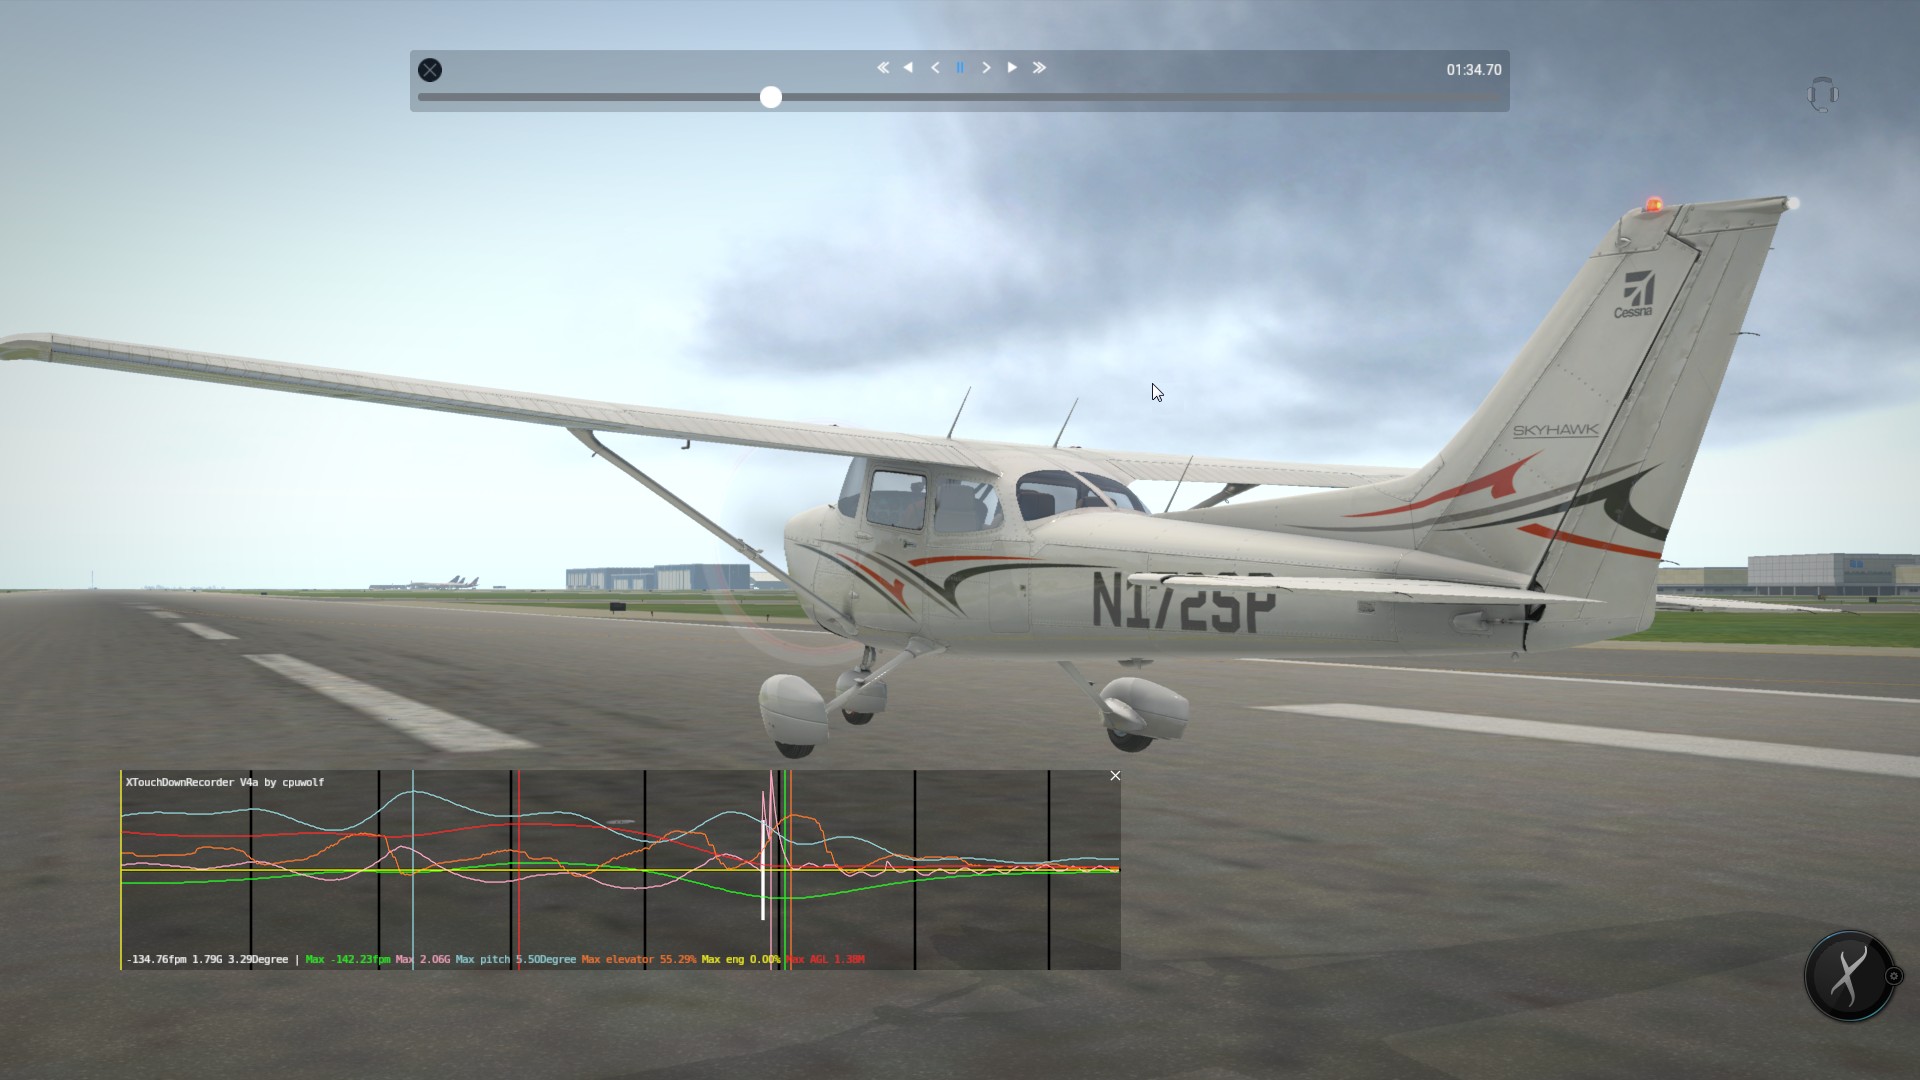 01:34.70
Cessna
SKYHAWK
N172SP
XTouchDownRecorder V4a by cpuwolf
-134.76fpm 1.79G 3.29Degree | Max -142.23fpm Max 2.06G Max pitch 5.50Degree Max elevator 55.29% Max eng 0.00% Max AGL 1.38M